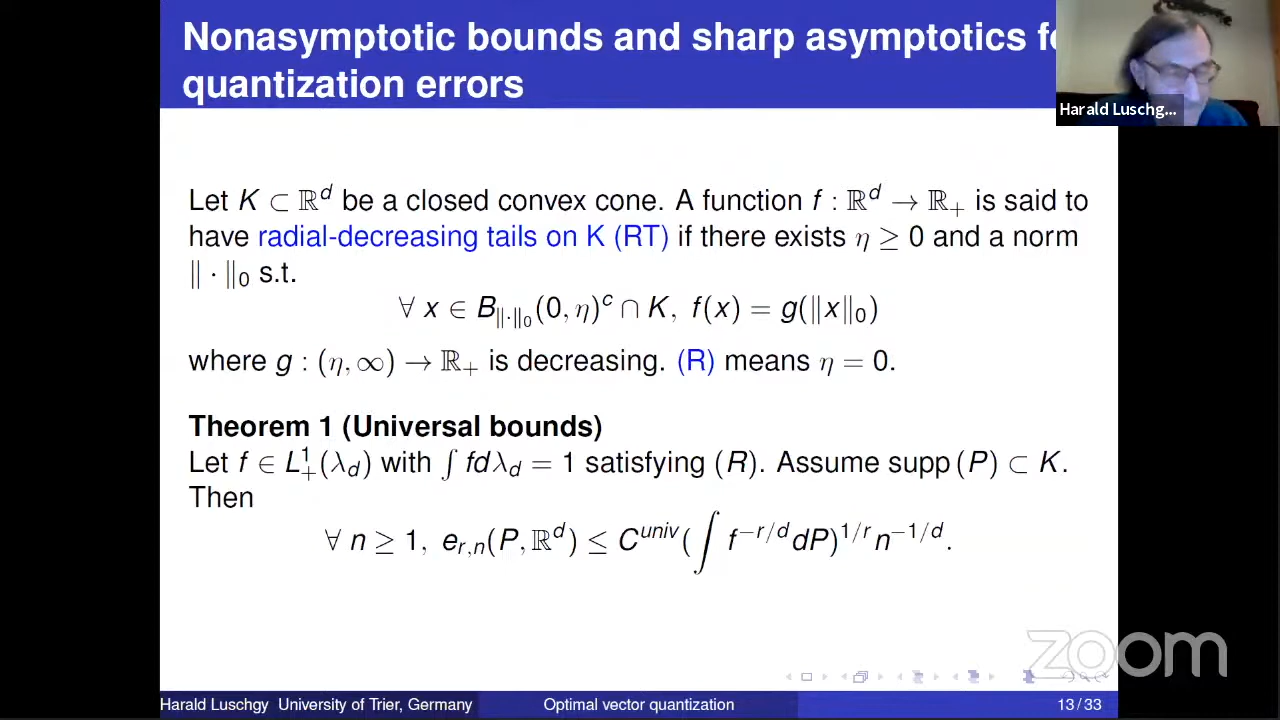 Nonasymptotic bounds and sharp asymptotics f
quantization errors
Harald Luschg...
Let K ⊂ ℝ^d be a closed convex cone. A function f : ℝ^d → ℝ_+ is said to
have radial-decreasing tails on K (RT) if there exists η ≥ 0 and a norm
‖ · ‖_0 s.t.
∀ x ∈ B_{‖·‖_0}(0, η)^c ∩ K, f(x) = g(‖x‖_0)
where g : (η, ∞) → ℝ_+ is decreasing. (R) means η = 0.
Theorem 1 (Universal bounds)
Let f ∈ L^1_+(λ_d) with ∫ fdλ_d = 1 satisfying (R). Assume supp (P) ⊂ K.
Then
∀ n ≥ 1, e_{r,n}(P, ℝ^d) ≤ C^{univ}(∫ f^{−r/d} dP)^{1/r} n^{−1/d}.
zoom
Harald Luschgy University of Trier, Germany Optimal vector quantization 13 / 33